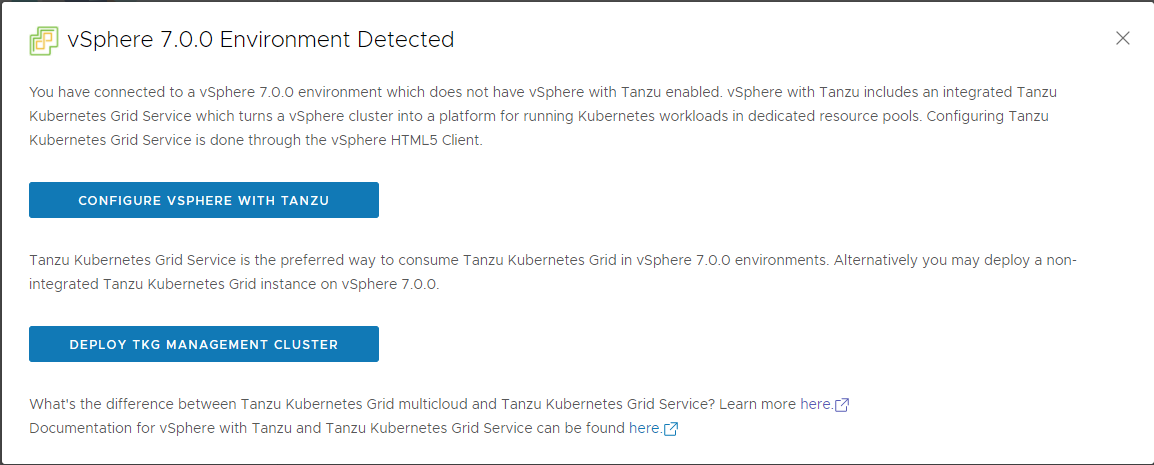 vSphere 7.0.0 Environment Detected
You have connected to a vSphere 7.0.0 environment which does not have vSphere with Tanzu enabled. vSphere with Tanzu includes an integrated Tanzu
Kubernetes Grid Service which turns a vSphere cluster into a platform for running Kubernetes workloads in dedicated resource pools. Configuring Tanzu
Kubernetes Grid Service is done through the vSphere HTML5 Client.
CONFIGURE VSPHERE WITH TANZU
Tanzu Kubernetes Grid Service is the preferred way to consume Tanzu Kubernetes Grid in vSphere 7.0.0 environments. Alternatively you may deploy a non-
integrated Tanzu Kubernetes Grid instance on vSphere 7.0.0.
DEPLOY TKG MANAGEMENT CLUSTER
What's the difference between Tanzu Kubernetes Grid multicloud and Tanzu Kubernetes Grid Service? Learn more here.
Documentation for vSphere with Tanzu and Tanzu Kubernetes Grid Service can be found here.